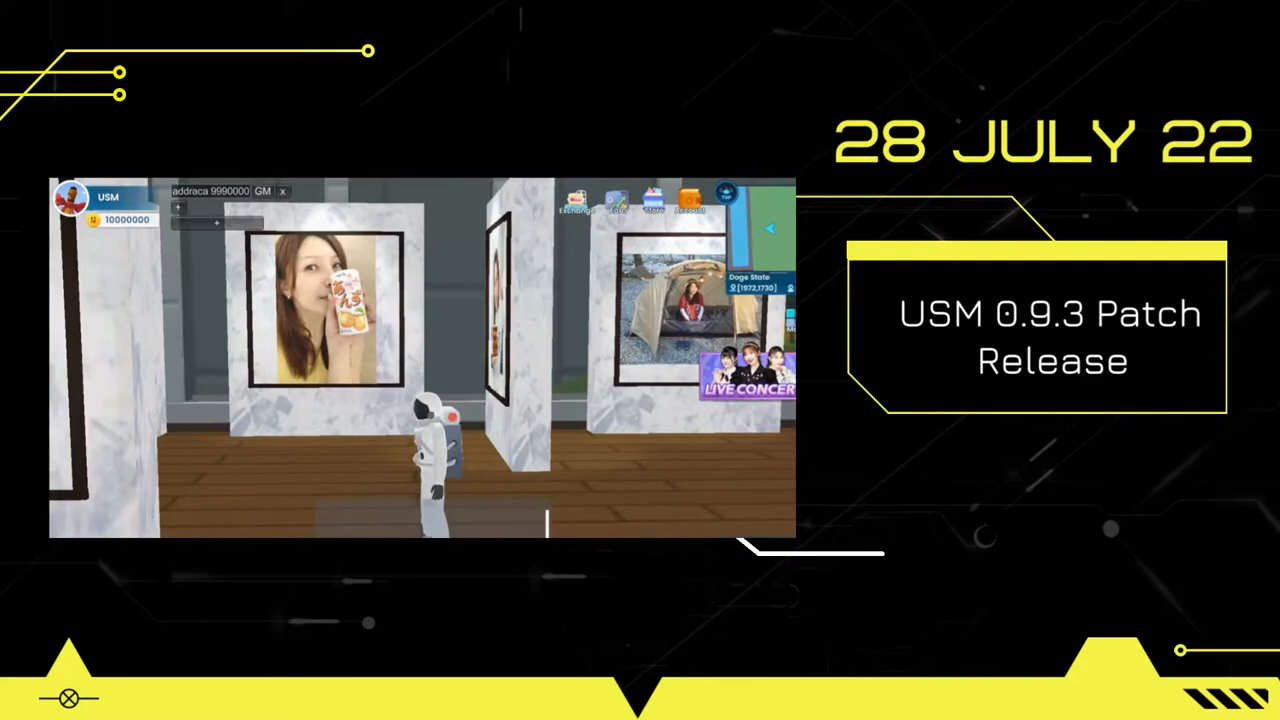 28 JULY 22
USM
addraca 9990000 GM x
+
10000000
+
Exchange
Store
Account
TOP
Doge State
[1972,1730]
LIVE CONCER
USM 0.9.3 Patch
Release